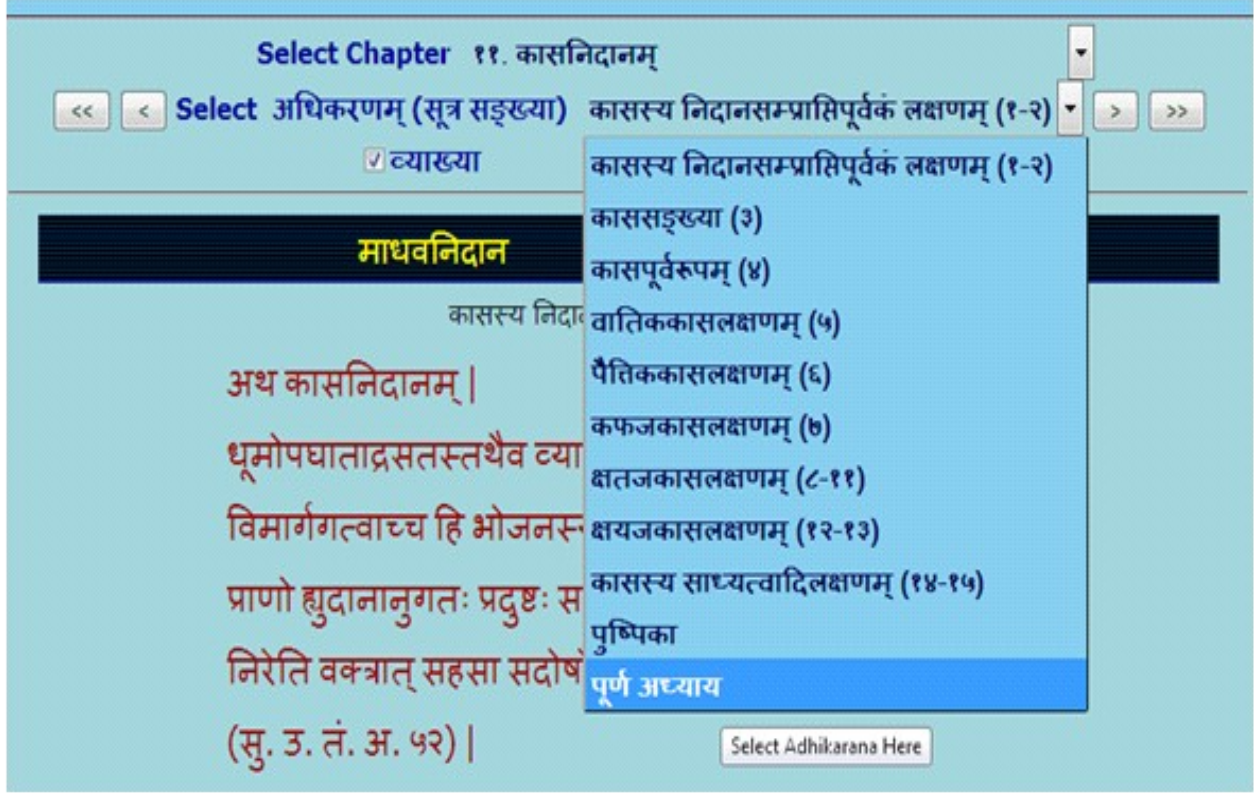 Select Chapter ११. कासनिदानम्
<< < Select अधिकरणम् (सूत्र सङ्ख्या) कासस्य निदानसम्प्राप्तिपूर्वकं लक्षणम् (१-२) > >>
व्याख्या
कासस्य निदानसम्प्राप्तिपूर्वकं लक्षणम् (१-२)
काससङ्ख्या (३)
कासपूर्वरूपम् (४)
वातिककासलक्षणम् (५)
पैत्तिककासलक्षणम् (६)
कफजकासलक्षणम् (७)
क्षतजकासलक्षणम् (८-११)
क्षयजकासलक्षणम् (१२-१३)
कासस्य साध्यत्वादिलक्षणम् (१४-१५)
पुष्पिका
पूर्ण अध्याय
Select Adhikarana Here
माधवनिदान
कासस्य
अथ कासनिदानम् |
धूमोपघाताद्रसतस्तथैव
विमार्गगत्वाच्च हि
प्राणो ह्युदानानुगतः प्रदुष्टः
निरेति वक्त्रात् सहसा
(सु. उ. तं. अ. ५२) |